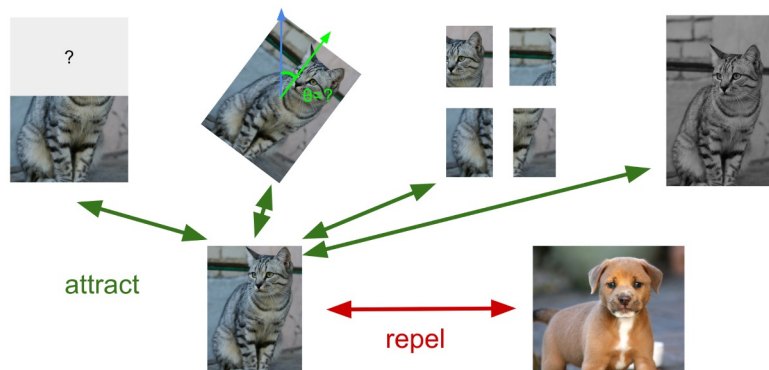 ?
θ=?
attract
repel